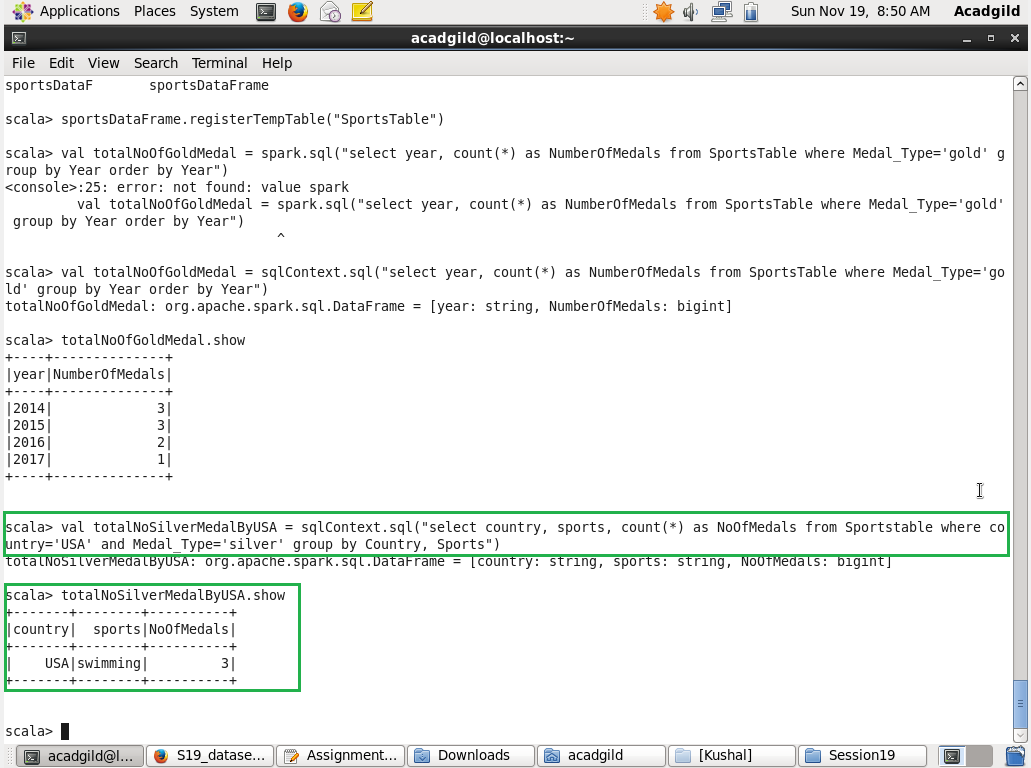 Applications Places System Sun Nov 19, 8:50 AM Acadgild
acadgild@localhost:~
File Edit View Search Terminal Help
sportsDataF       sportsDataFrame
scala> sportsDataFrame.registerTempTable("SportsTable")
scala> val totalNoOfGoldMedal = spark.sql("select year, count(*) as NumberOfMedals from SportsTable where Medal_Type='gold' g
roup by Year order by Year")
<console>:25: error: not found: value spark
         val totalNoOfGoldMedal = spark.sql("select year, count(*) as NumberOfMedals from SportsTable where Medal_Type='gold'
 group by Year order by Year")
                                  ^
scala> val totalNoOfGoldMedal = sqlContext.sql("select year, count(*) as NumberOfMedals from SportsTable where Medal_Type='go
ld' group by Year order by Year")
totalNoOfGoldMedal: org.apache.spark.sql.DataFrame = [year: string, NumberOfMedals: bigint]
scala> totalNoOfGoldMedal.show
+----+--------------+
|year|NumberOfMedals|
+----+--------------+
|2014|             3|
|2015|             3|
|2016|             2|
|2017|             1|
+----+--------------+
scala> val totalNoSilverMedalByUSA = sqlContext.sql("select country, sports, count(*) as NoOfMedals from Sportstable where co
untry='USA' and Medal_Type='silver' group by Country, Sports")
totalNoSilverMedalByUSA: org.apache.spark.sql.DataFrame = [country: string, sports: string, NoOfMedals: bigint]
scala> totalNoSilverMedalByUSA.show
+-------+--------+----------+
|country|  sports|NoOfMedals|
+-------+--------+----------+
|    USA|swimming|         3|
+-------+--------+----------+
scala>
acadgild@l... S19_datase... Assignment... Downloads acadgild [Kushal] Session19